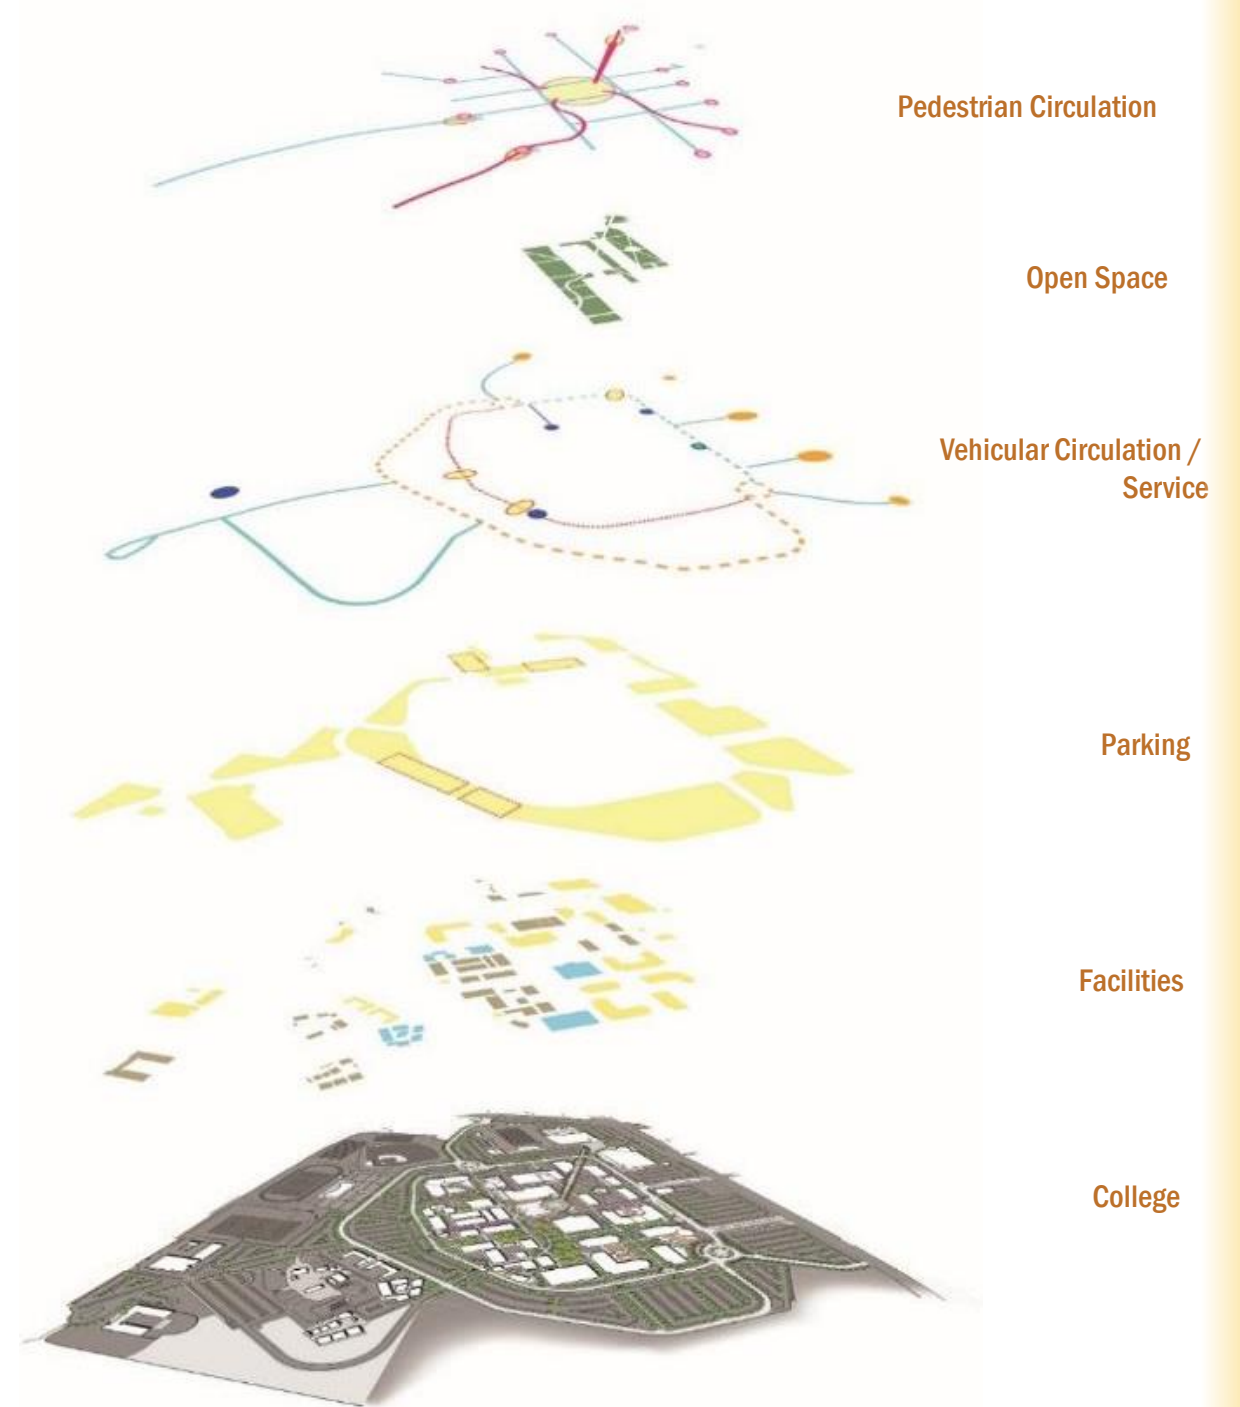 Pedestrian Circulation
Open Space
Vehicular Circulation /
Service
Parking
Facilities
College